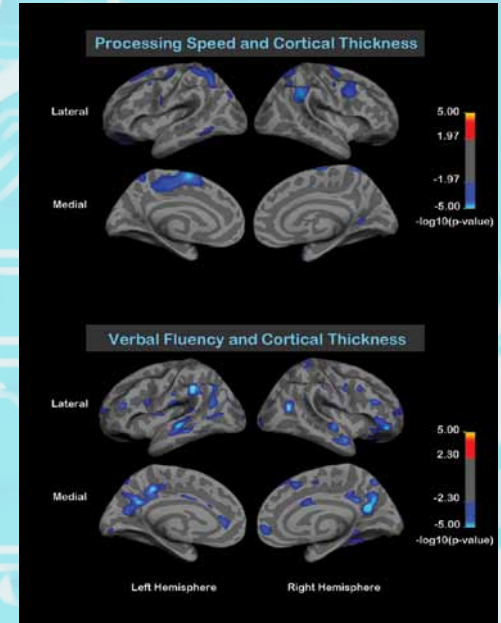 Processing Speed and Cortical Thickness
Lateral
Medial
5.00
1.97
-1.97
-5.00
-log10(p-value)
Verbal Fluency and Cortical Thickness
Lateral
Medial
5.00
2.30
-2.30
-5.00
-log10(p-value)
Left Hemisphere
Right Hemisphere